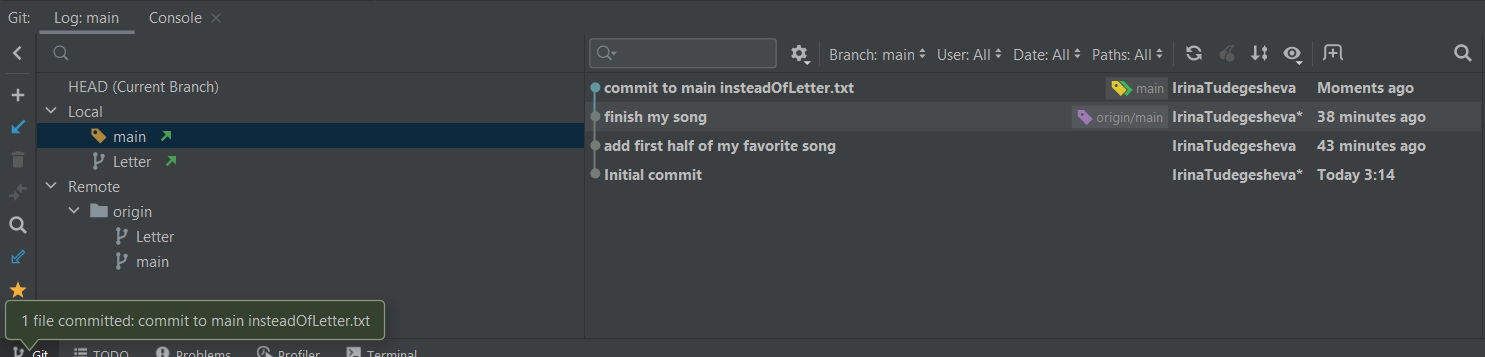 Git: Log: main Console
Branch: main User: All Date: All Paths: All
HEAD (Current Branch)
Local
main
Letter
Remote
origin
Letter
main
commit to main insteadOfLetter.txt main IrinaTudegesheva Moments ago
finish my song origin/main IrinaTudegesheva* 38 minutes ago
add first half of my favorite song IrinaTudegesheva 43 minutes ago
Initial commit IrinaTudegesheva* Today 3:14
1 file committed: commit to main insteadOfLetter.txt
Git TODO Problems Profiler Terminal